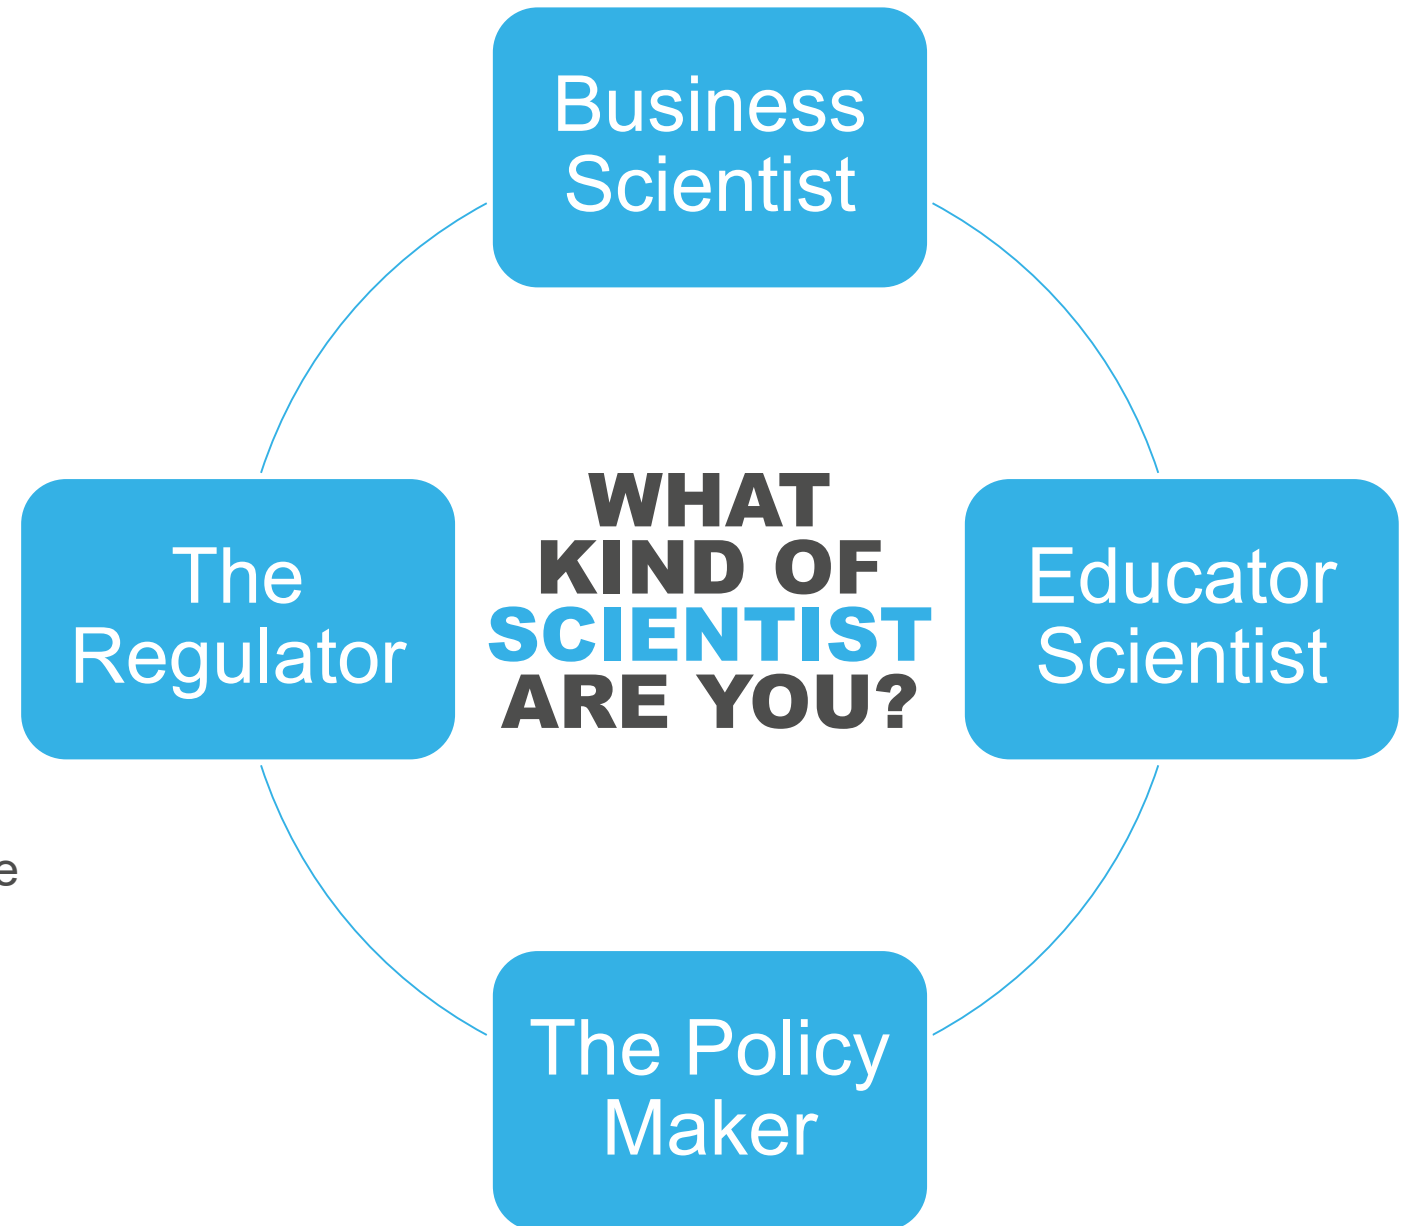 Business
Scientist
WHAT
KIND OF
SCIENTIST
ARE YOU?
The
Regulator
Educator
Scientist
e
The Policy
Maker